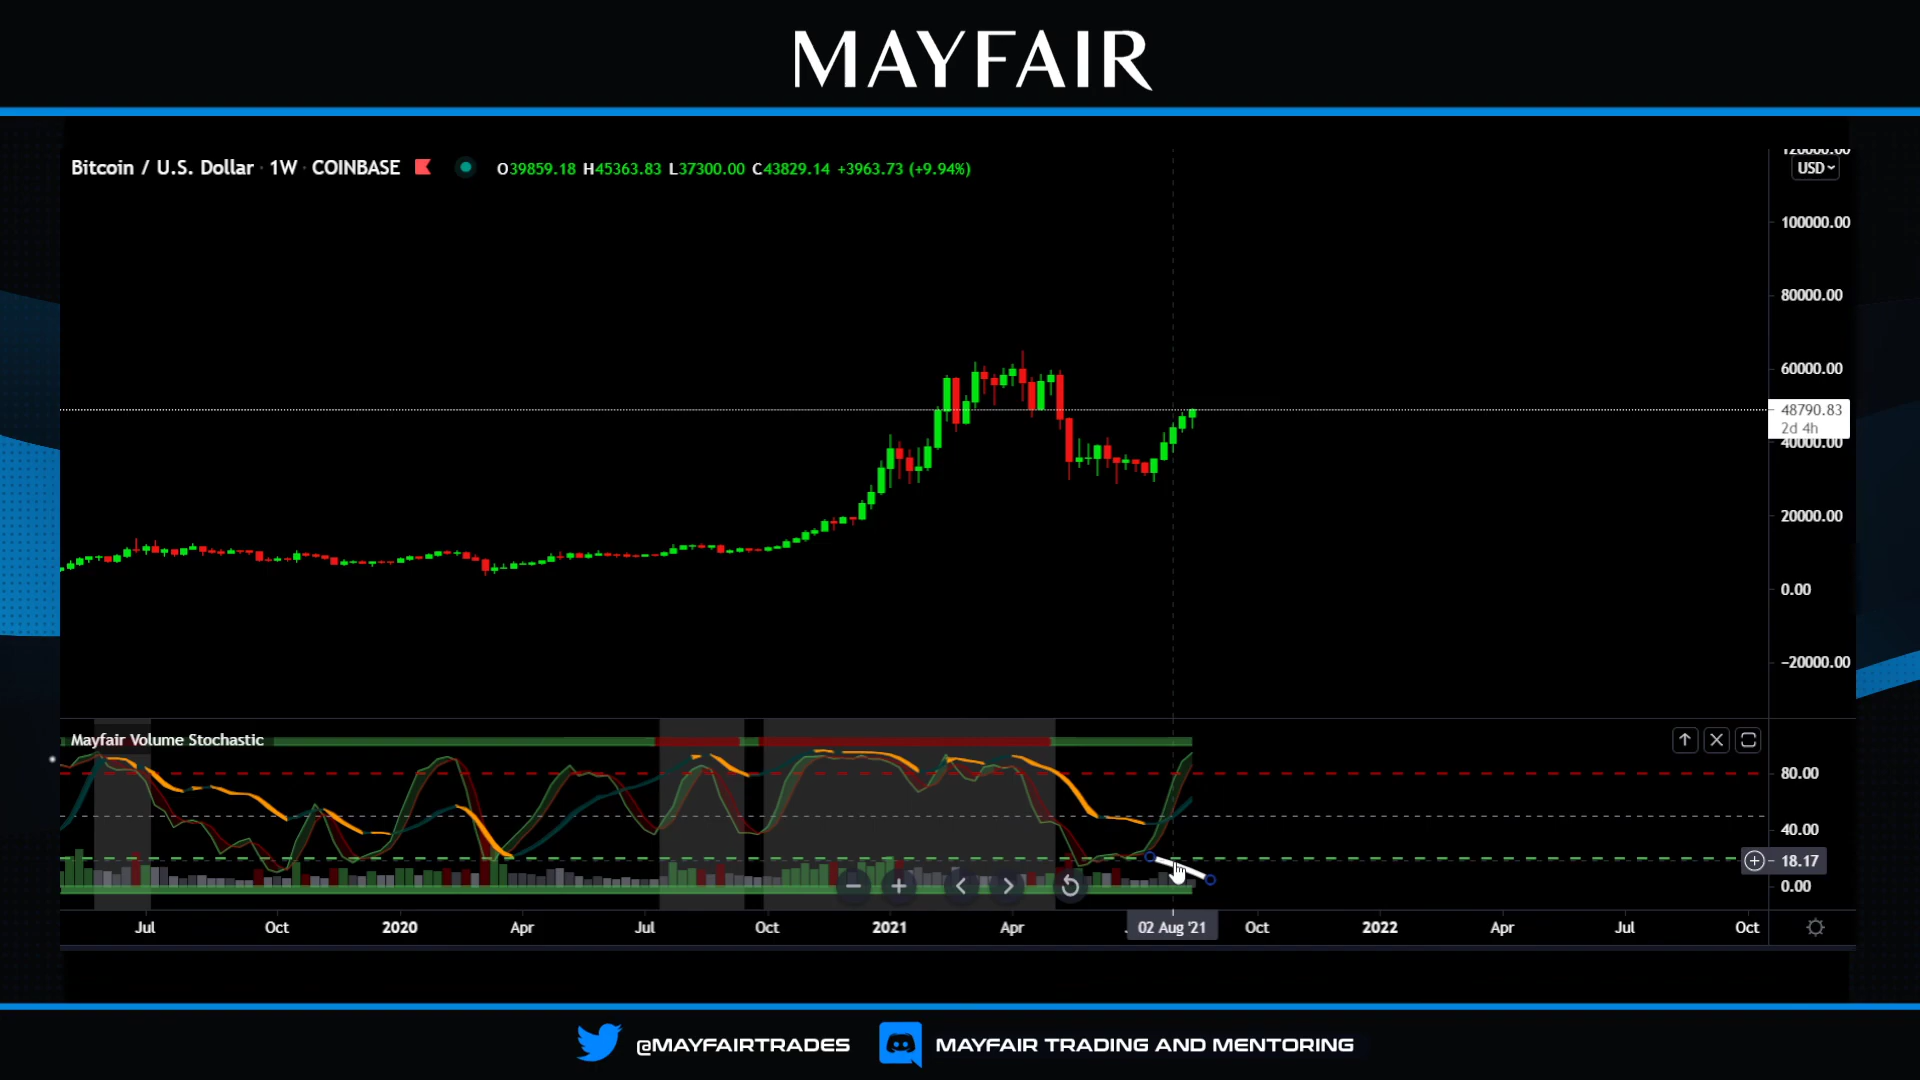 MAYFAIR
Bitcoin / U.S. Dollar · 1W · COINBASE O39859.18 H45363.83 L37300.00 C43829.14 +3963.73 (+9.94%)
120000.00
USD
100000.00
80000.00
60000.00
48790.83
2d 4h
40000.00
20000.00
0.00
−20000.00
Mayfair Volume Stochastic
80.00
40.00
18.17
0.00
Jul Oct 2020 Apr Jul Oct 2021 Apr 02 Aug '21 Oct 2022 Apr Jul Oct
@MAYFAIRTRADES MAYFAIR TRADING AND MENTORING